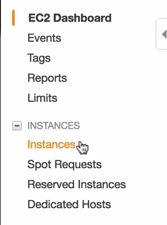 EC2 Dashboard
Events
Tags
Reports
Limits
INSTANCES
Instances
Spot Requests
Reserved Instances
Dedicated Hosts